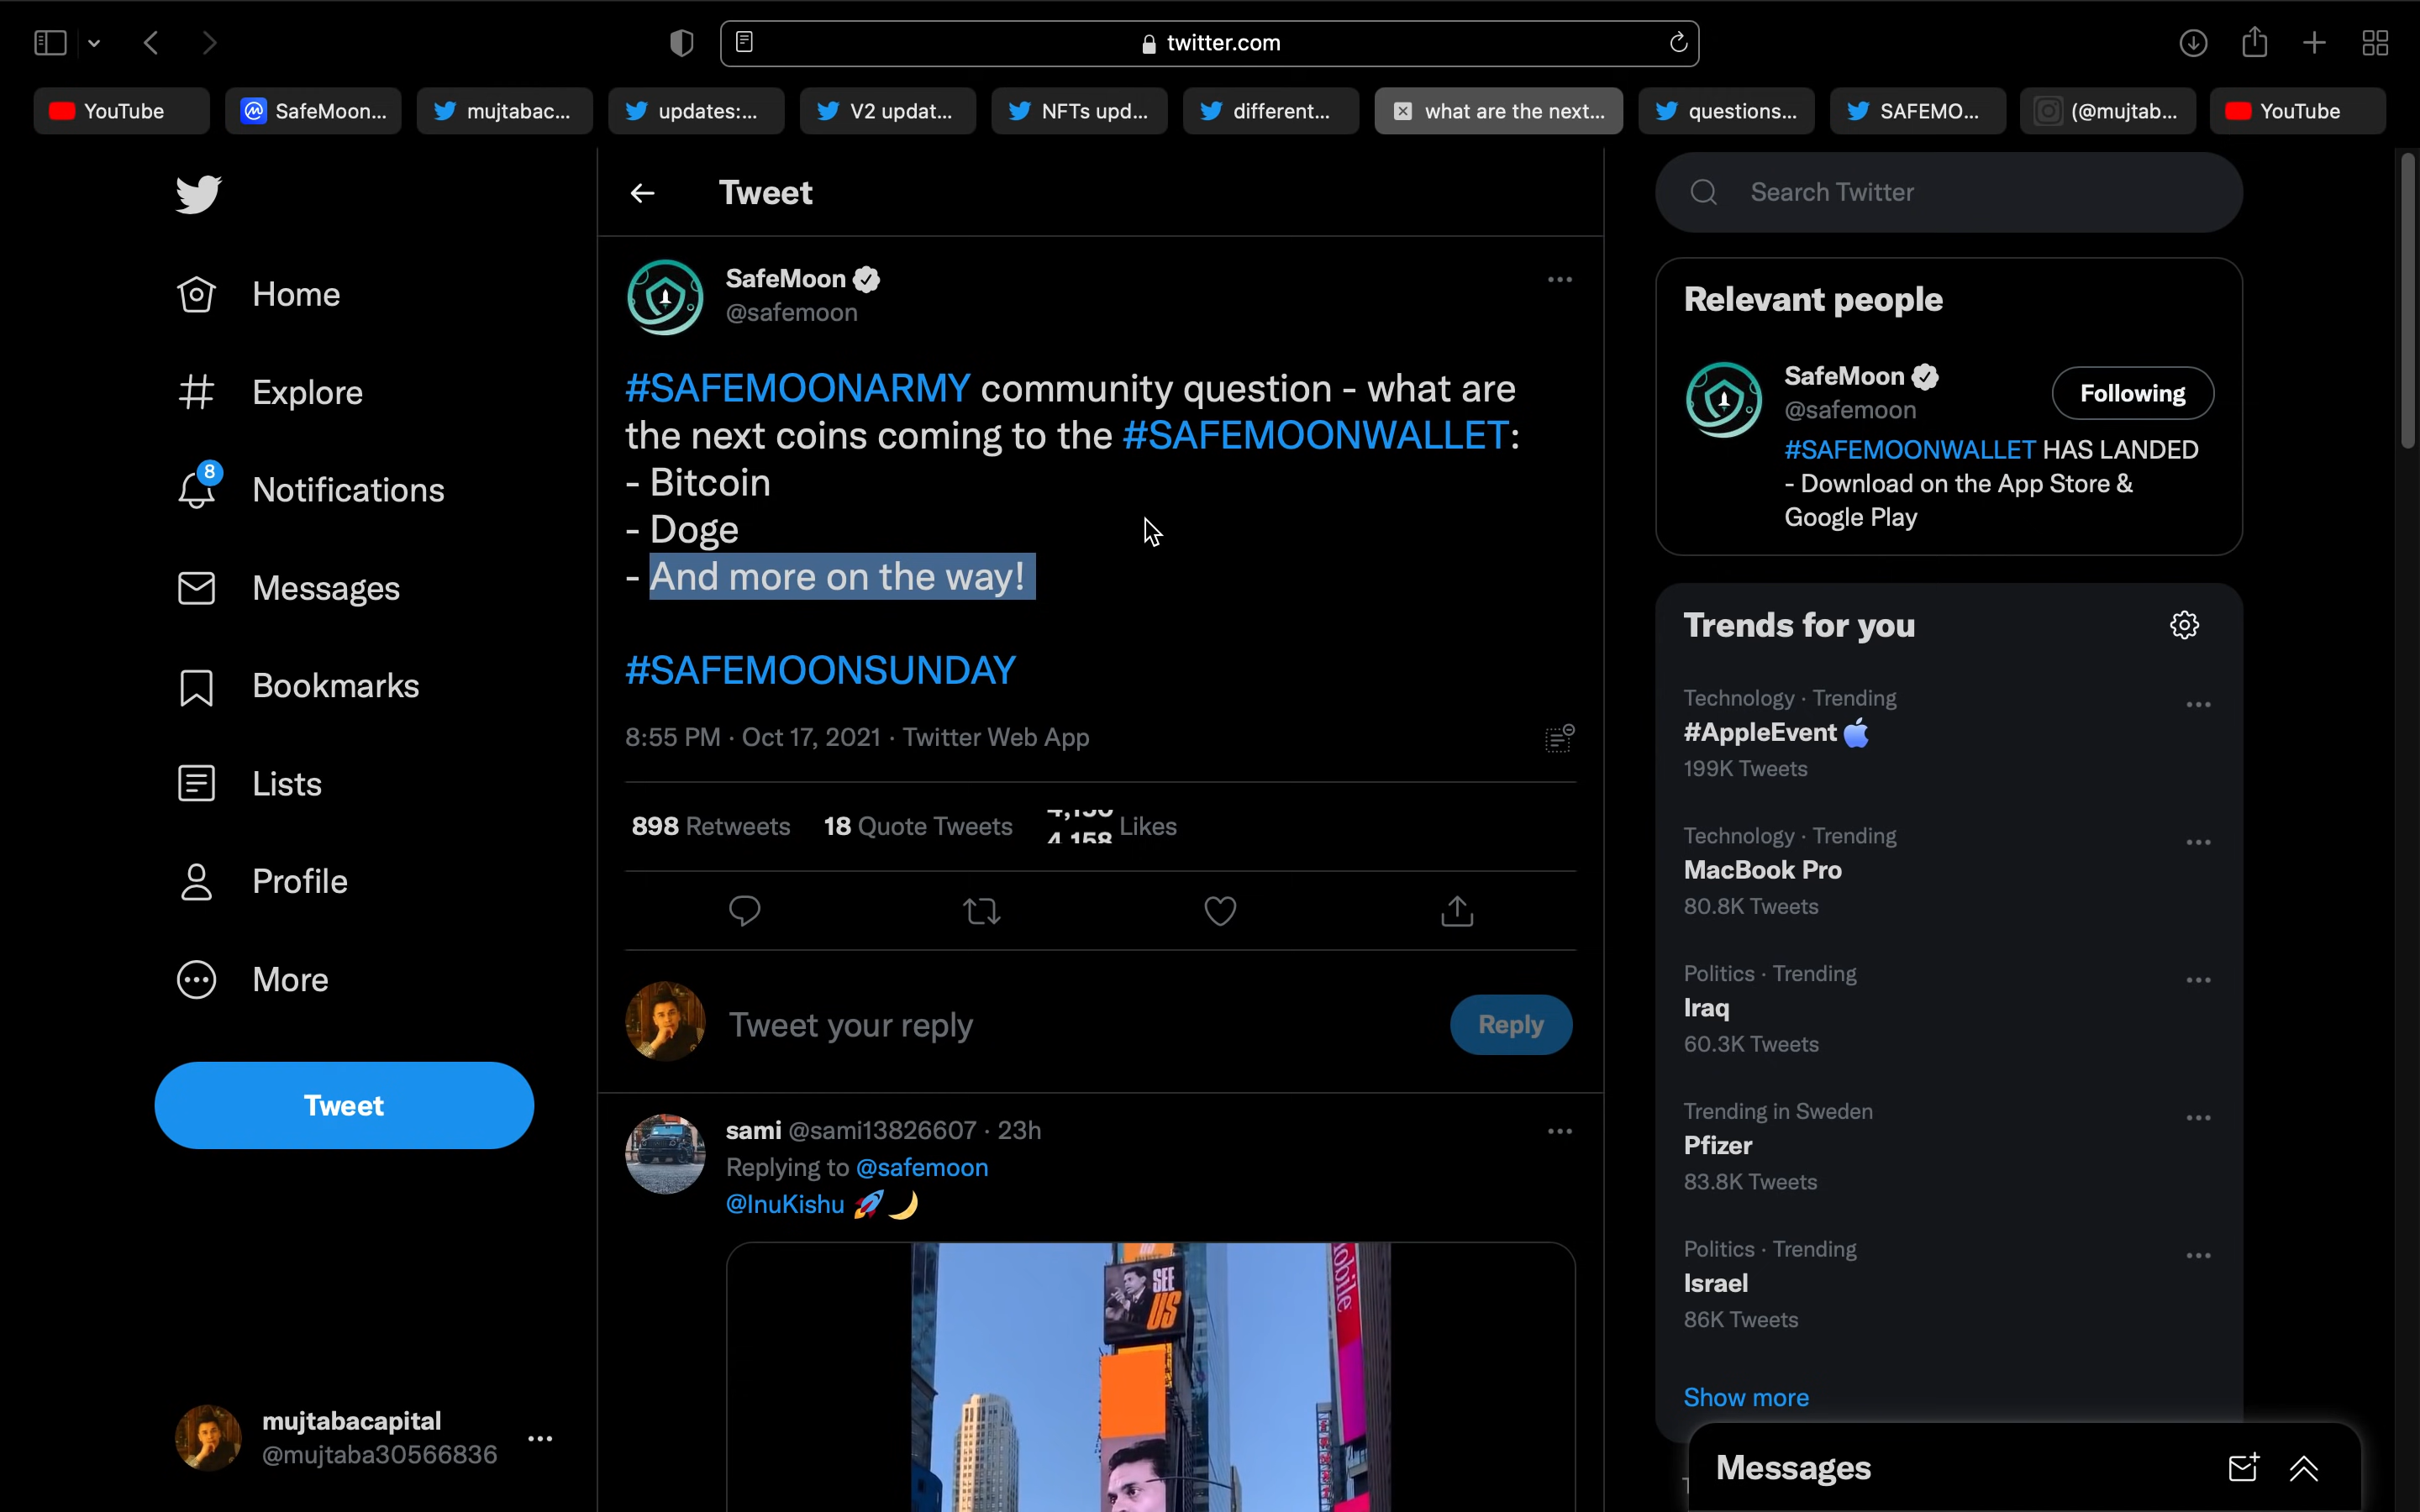 twitter.com
YouTube
SafeMoon...
mujtabac...
updates:...
V2 updat...
NFTs upd...
different...
what are the next...
questions...
SAFEMO...
(@mujtab...
YouTube
Home
Explore
8
Notifications
Messages
Bookmarks
Lists
Profile
More
Tweet
mujtabacapital
@mujtaba30566836
Tweet
SafeMoon
@safemoon
#SAFEMOONARMY community question - what are
the next coins coming to the #SAFEMOONWALLET:
- Bitcoin
- Doge
- And more on the way!
#SAFEMOONSUNDAY
8:55 PM · Oct 17, 2021 · Twitter Web App
898 Retweets 18 Quote Tweets 4,158 Likes
Tweet your reply
Reply
sami @sami13826607 · 23h
Replying to @safemoon
@InuKishu 🚀🌙
SEE
US
Search Twitter
Relevant people
SafeMoon
@safemoon
Following
#SAFEMOONWALLET HAS LANDED
- Download on the App Store &
Google Play
Trends for you
Technology · Trending
#AppleEvent
199K Tweets
Technology · Trending
MacBook Pro
80.8K Tweets
Politics · Trending
Iraq
60.3K Tweets
Trending in Sweden
Pfizer
83.8K Tweets
Politics · Trending
Israel
86K Tweets
Show more
Messages